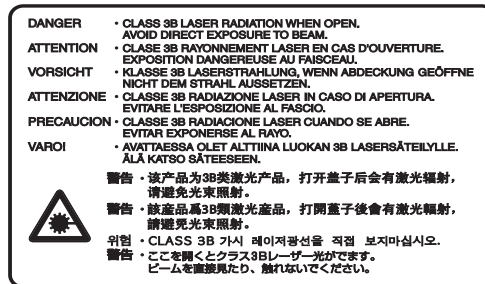 DANGER · CLASS 3B LASER RADIATION WHEN OPEN.
AVOID DIRECT EXPOSURE TO BEAM.
ATTENTION · CLASE 3B RAYONNEMENT LASER EN CAS D'OUVERTURE.
EXPOSITION DANGEREUSE AU FAISCEAU.
VORSICHT · KLASSE 3B LASERSTRAHLUNG, WENN ABDECKUNG GEÖFFNE
NICHT DEM STRAHL AUSSETZEN.
ATTENZIONE · CLASSE 3B RADIAZIONE LASER IN CASO DI APERTURA.
EVITARE L'ESPOSIZIONE AL FASCIO.
PRECAUCION · CLASSE 3B RADIACIONE LASER CUANDO SE ABRE.
EVITAR EXPONERSE AL RAYO.
VARO! · AVATTAESSA OLET ALTTIINA LUOKAN 3B LASERSÄTEILYLLE.
ÄLÄ KATSO SÄTEESEEN.
警告 · 该产品为3B类激光产品，打开盖子后会有激光辐射，
请避免光束照射。
警告 · 該産品爲3B類激光産品，打開蓋子後會有激光輻射，
請避免光束照射。
위험 · CLASS 3B 가시 레이저광선을 직접 보지마십시오.
警告 · ここを開くとクラス3Bレーザー光がでます。
ビームを直接見たり、触れないでください。